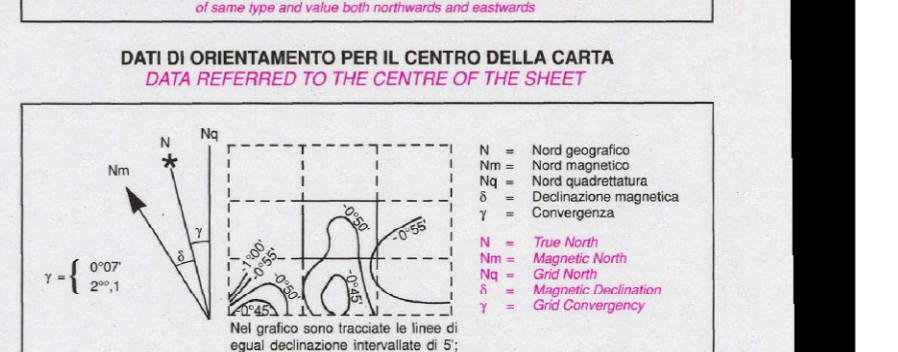 of same type and value both northwards and eastwards
DATI DI ORIENTAMENTO PER IL CENTRO DELLA CARTA
DATA REFERRED TO THE CENTRE OF THE SHEET
Nm
N
Nq
γ
δ
γ = { 0°07'
2°°,1
-1°00'
-0°55'
-0°50'
-0°45'
-0°50'
-0°45'
-0°55'
Nel grafico sono tracciate le linee di
egual declinazione intervallate di 5';
N = Nord geografico
Nm = Nord magnetico
Nq = Nord quadrettatura
δ = Declinazione magnetica
γ = Convergenza
N = True North
Nm = Magnetic North
Nq = Grid North
δ = Magnetic Declination
γ = Grid Convergency